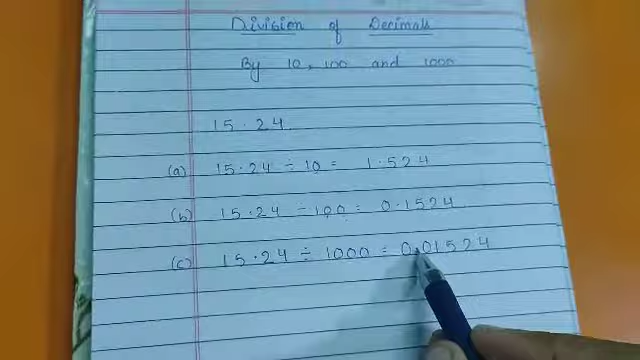 Division of Decimals
By 10, 100 and 1000
15.24
(a) 15.24 ÷ 10 = 1.524
(b) 15.24 ÷ 100 = 0.1524
(c) 15.24 ÷ 1000 = 0.01524